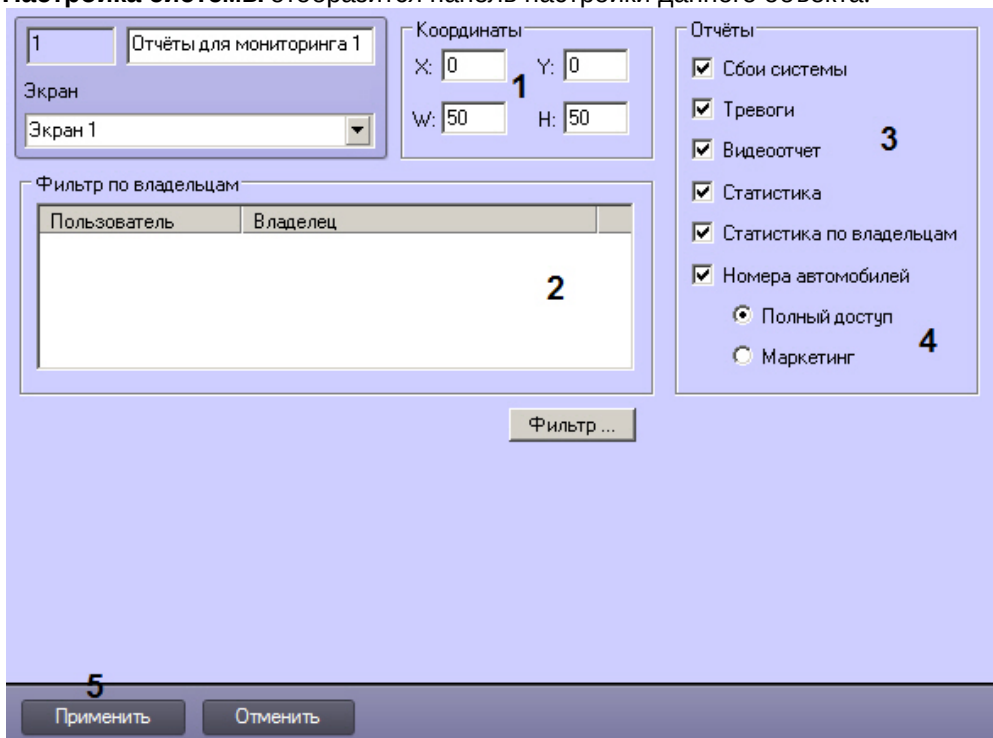 Настройка системы отобразится панель настройки данного объекта.
1 Отчёты для мониторинга 1
Экран
Экран 1
Координаты
X: 0 Y: 0
1
W: 50 H: 50
Фильтр по владельцам
Пользователь Владелец
2
Фильтр ...
Отчёты
Сбои системы
Тревоги
3
Видеоотчет
Статистика
Статистика по владельцам
Номера автомобилей
Полный доступ
4
Маркетинг
5
Применить Отменить